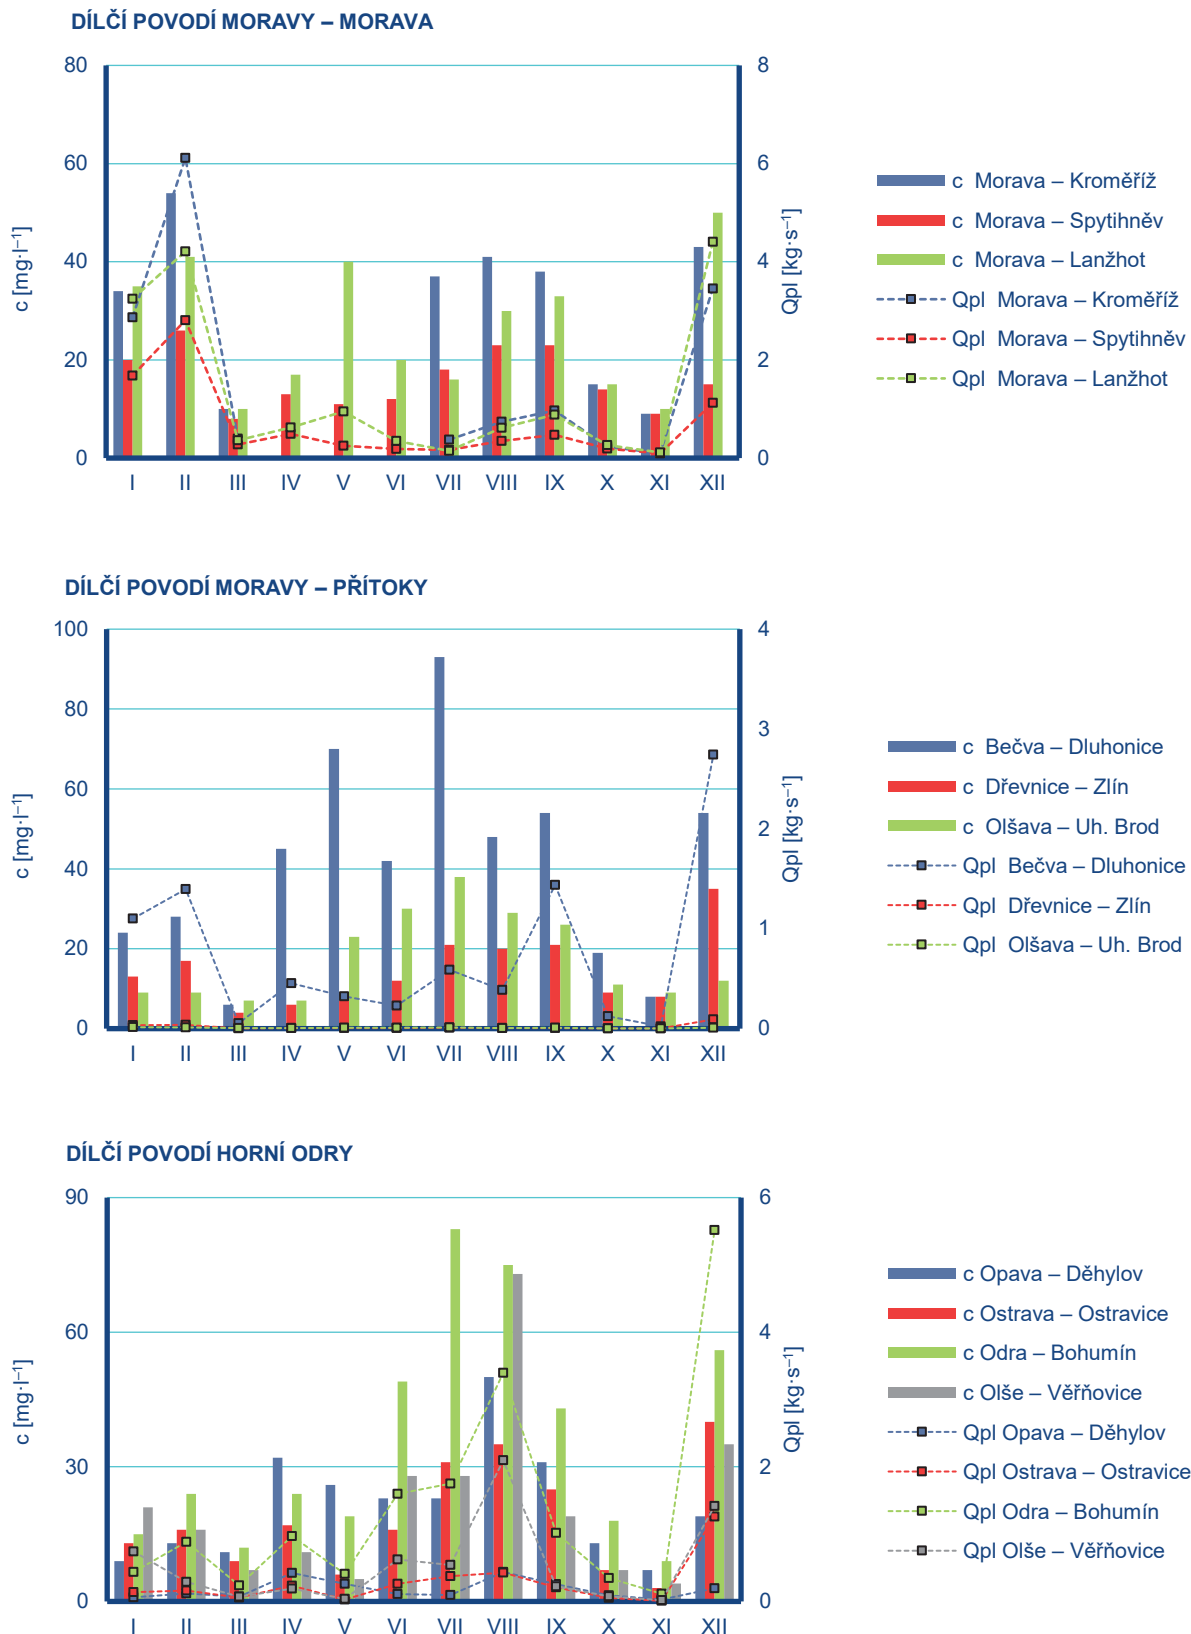 DÍLČÍ POVODÍ MORAVY – MORAVA
80 8
60 6
40 4
20 2
0 0
c [mg·l⁻¹]
Qpl [kg·s⁻¹]
I II III IV V VI VII VIII IX X XI XII
c Morava – Kroměříž
c Morava – Spytihněv
c Morava – Lanžhot
Qpl Morava – Kroměříž
Qpl Morava – Spytihněv
Qpl Morava – Lanžhot
DÍLČÍ POVODÍ MORAVY – PŘÍTOKY
100 4
80
3
60
2
40
1
20
0 0
c [mg·l⁻¹]
Qpl [kg·s⁻¹]
I II III IV V VI VII VIII IX X XI XII
c Bečva – Dluhonice
c Dřevnice – Zlín
c Olšava – Uh. Brod
Qpl Bečva – Dluhonice
Qpl Dřevnice – Zlín
Qpl Olšava – Uh. Brod
DÍLČÍ POVODÍ HORNÍ ODRY
90 6
60 4
30 2
0 0
c [mg·l⁻¹]
Qpl [kg·s⁻¹]
I II III IV V VI VII VIII IX X XI XII
c Opava – Děhylov
c Ostrava – Ostravice
c Odra – Bohumín
c Olše – Věřňovice
Qpl Opava – Děhylov
Qpl Ostrava – Ostravice
Qpl Odra – Bohumín
Qpl Olše – Věřňovice